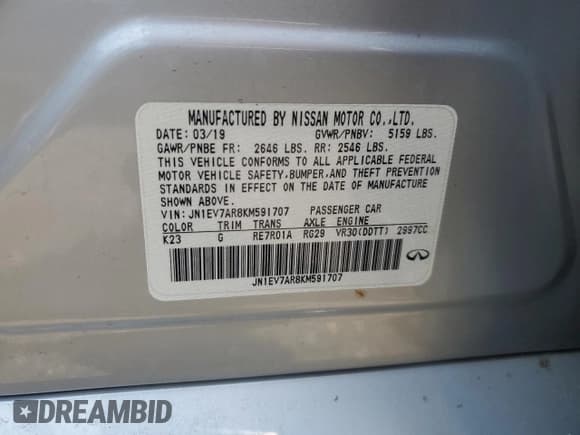 MANUFACTURED BY NISSAN MOTOR CO.,LTD.
DATE: 03/19 GVWR/PNBV: 5159 LBS.
GAWR/PNBE FR: 2646 LBS. RR: 2546 LBS.
THIS VEHICLE CONFORMS TO ALL APPLICABLE FEDERAL
MOTOR VEHICLE SAFETY,BUMPER,AND THEFT PREVENTION
STANDARDS IN EFFECT ON THE DATE OF MANUFACTURE
SHOWN ABOVE.
VIN: JN1EV7AR8KM591707 PASSENGER CAR
COLOR TRIM TRANS AXLE ENGINE
K23 G RE7R01A RG29 VR30(DDTT) 2997CC
JN1EV7AR8KM591707
DREAMBID